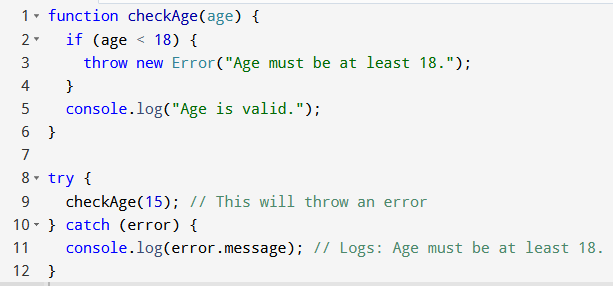 1 function checkAge(age) {
2   if (age < 18) {
3     throw new Error("Age must be at least 18.");
4   }
5   console.log("Age is valid.");
6 }
7
8 try {
9   checkAge(15); // This will throw an error
10 } catch (error) {
11   console.log(error.message); // Logs: Age must be at least 18.
12 }